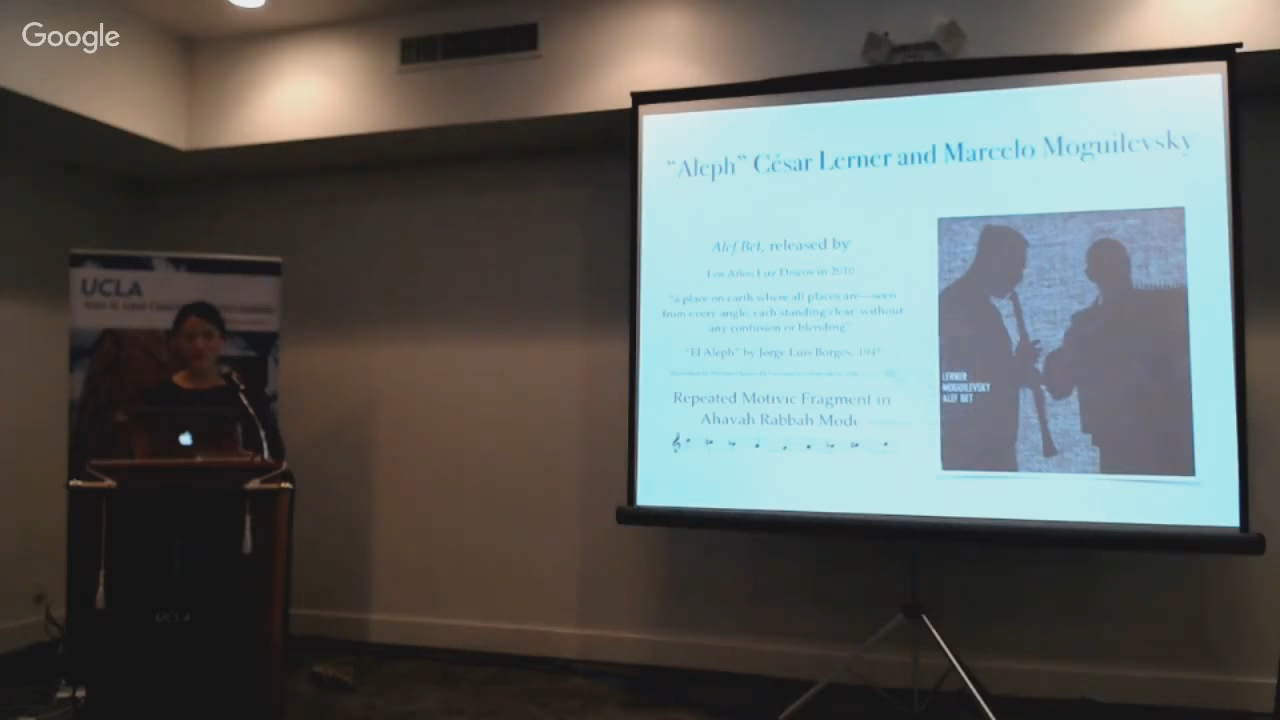 Google
"Aleph" César Lerner and Marcelo Moguilevsky
Alef Bet, released by
Los Años Luz Discos in 2010
"a place on earth where all places are—seen
from every angle, each standing clear, without
any confusion or blending"
"El Aleph" by Jorge Luis Borges,
Repeated Motivic Fragment in
Ahavah Rabbah Mode
LERNER
MOGUILEVSKY
ALEF BET
UCLA
UCLA